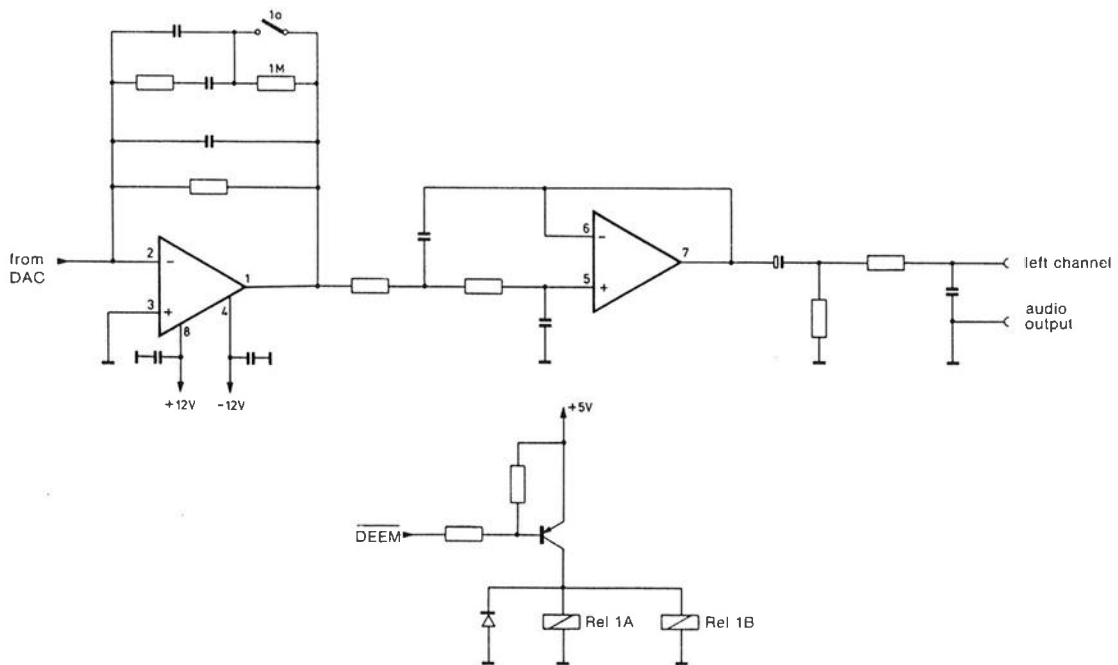 1a
1M
from
DAC
2
−
3
+
1
8
4
+12V
−12V
6
−
5
+
7
left channel
audio
output
+5V
DEEM
Rel 1A
Rel 1B